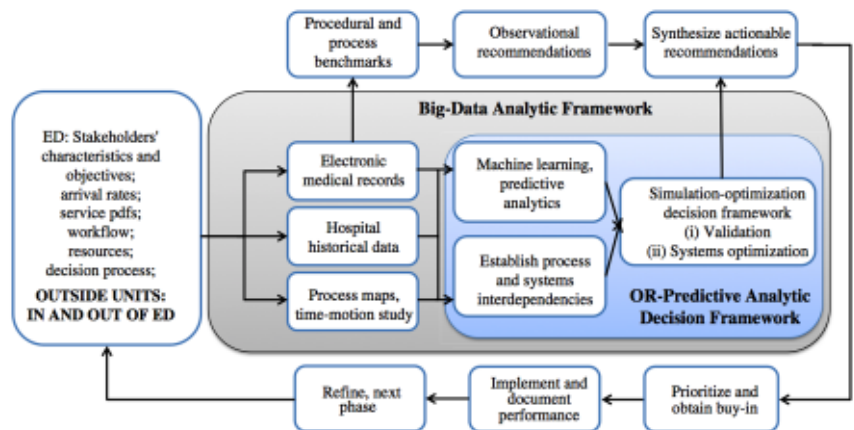 Procedural and
process
benchmarks
Observational
recommendations
Synthesize actionable
recommendations
Big-Data Analytic Framework
ED: Stakeholders'
characteristics and
objectives;
arrival rates;
service pdfs;
workflow;
resources;
decision process;
OUTSIDE UNITS:
IN AND OUT OF ED
Electronic
medical records
Hospital
historical data
Process maps,
time-motion study
Machine learning,
predictive
analytics
Establish process
and systems
interdependencies
Simulation-optimization
decision framework
(i) Validation
(ii) Systems optimization
OR-Predictive Analytic
Decision Framework
Refine, next
phase
Implement and
document
performance
Prioritize and
obtain buy-in